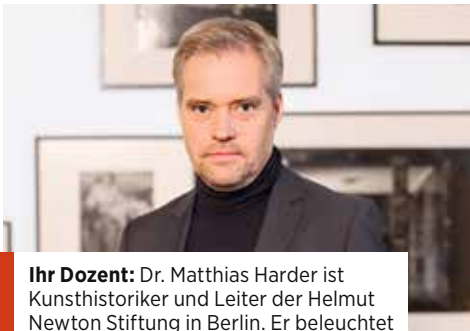 Ihr Dozent: Dr. Matthias Harder ist
Kunsthistoriker und Leiter der Helmut
Newton Stiftung in Berlin. Er beleuchtet